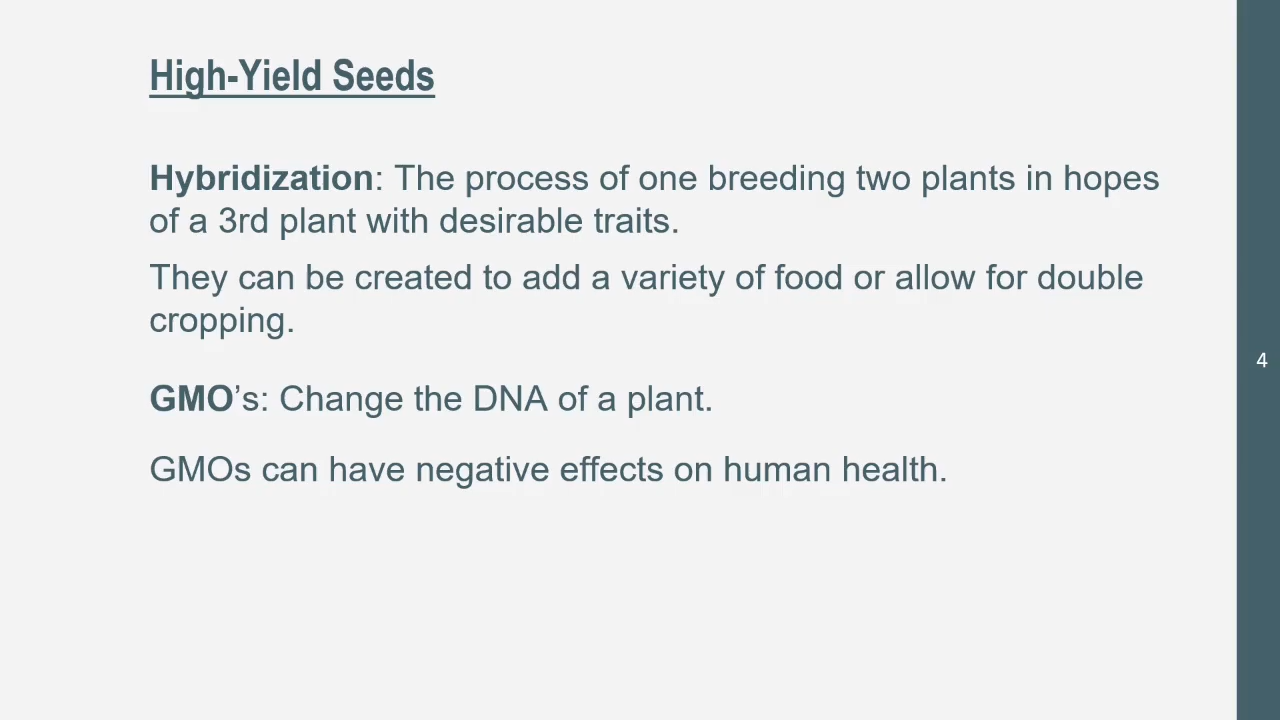 High-Yield Seeds
Hybridization: The process of one breeding two plants in hopes
of a 3rd plant with desirable traits.
They can be created to add a variety of food or allow for double
cropping.
4
GMO’s: Change the DNA of a plant.
GMOs can have negative effects on human health.